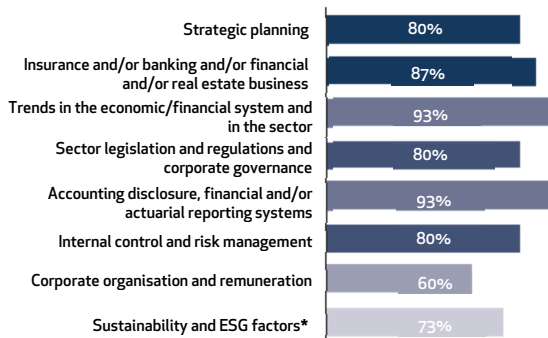 Strategic planning
80%
Insurance and/or banking and/or financial
and/or real estate business
87%
Trends in the economic/financial system and
in the sector
93%
Sector legislation and regulations and
corporate governance
80%
Accounting disclosure, financial and/or
actuarial reporting systems
93%
Internal control and risk management
80%
Corporate organisation and remuneration
60%
Sustainability and ESG factors*
73%